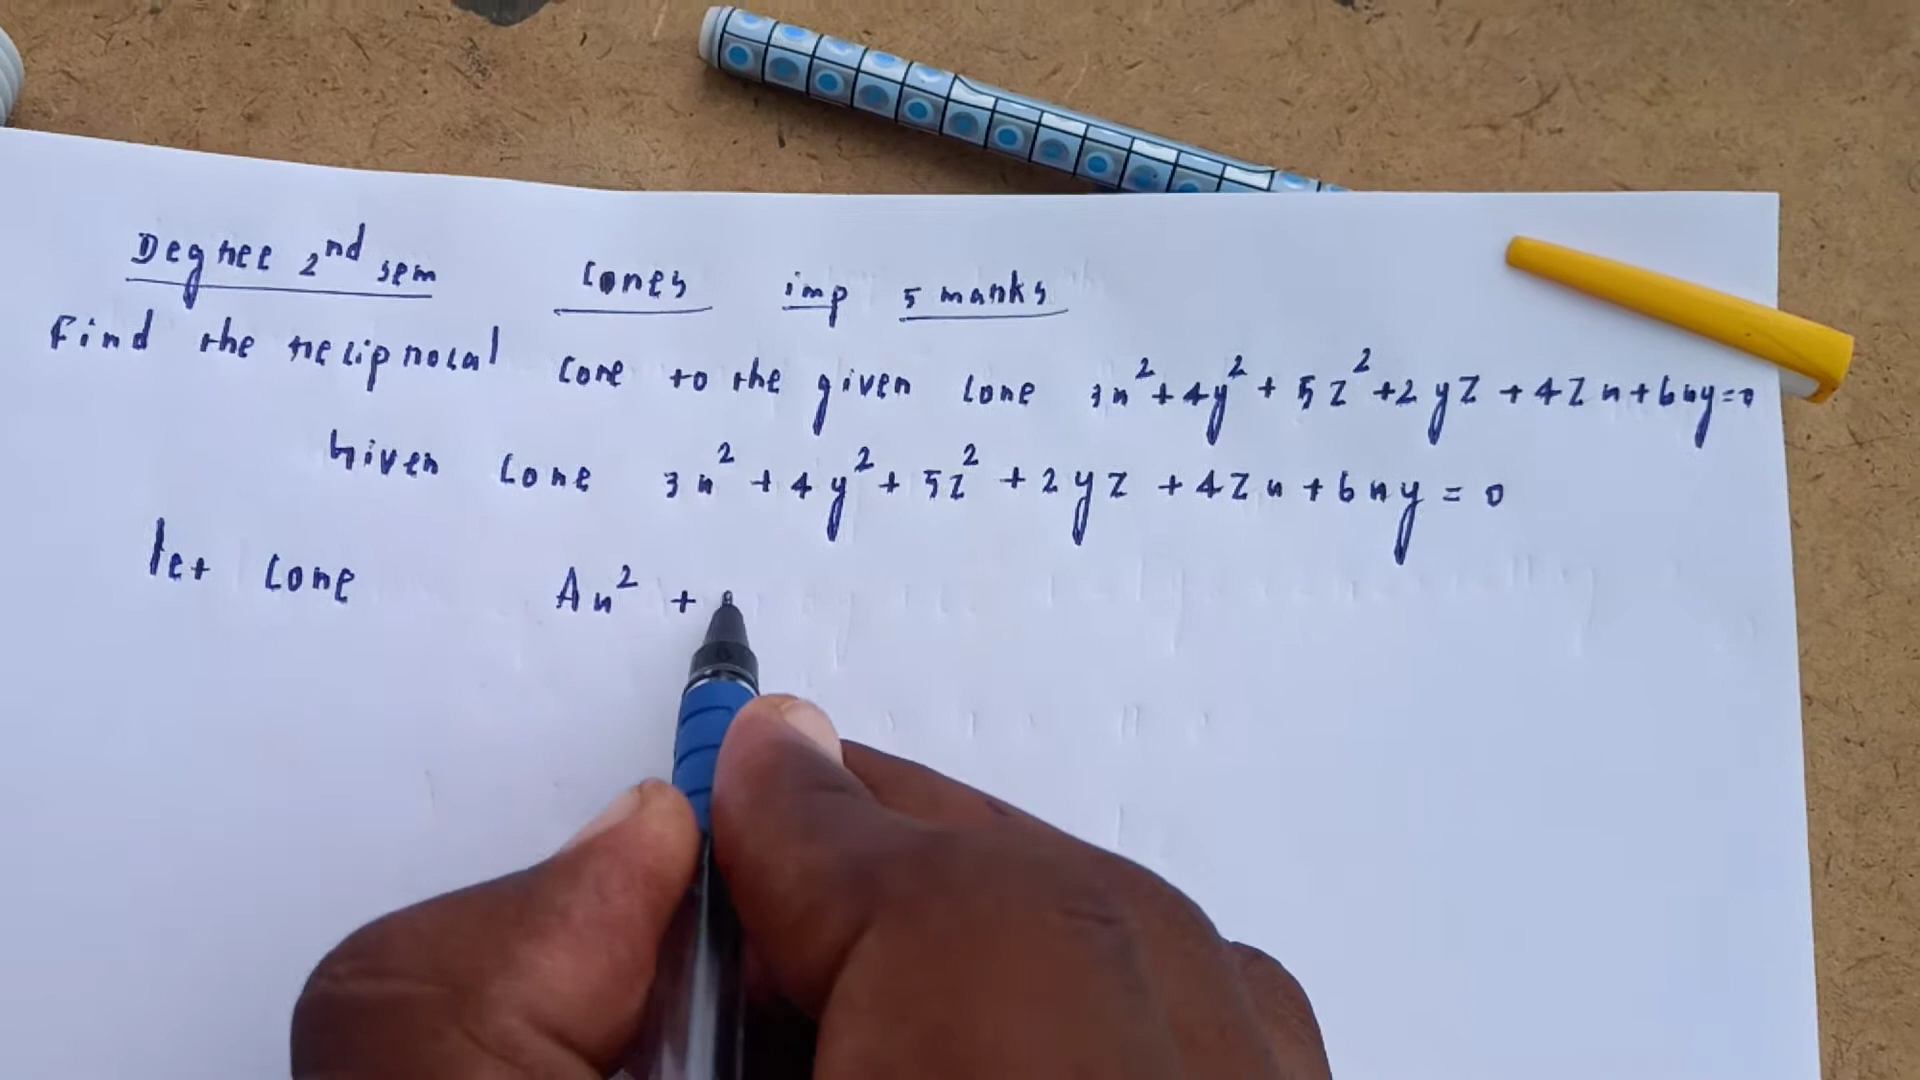 Degree 2nd sem cones imp 5 marks
Find the reciprocal cone to the given cone 3x²+4y²+5z²+2yz+4zx+6xy=0
Given cone 3x²+4y²+5z²+2yz+4zx+6xy=0
let cone Ax²+